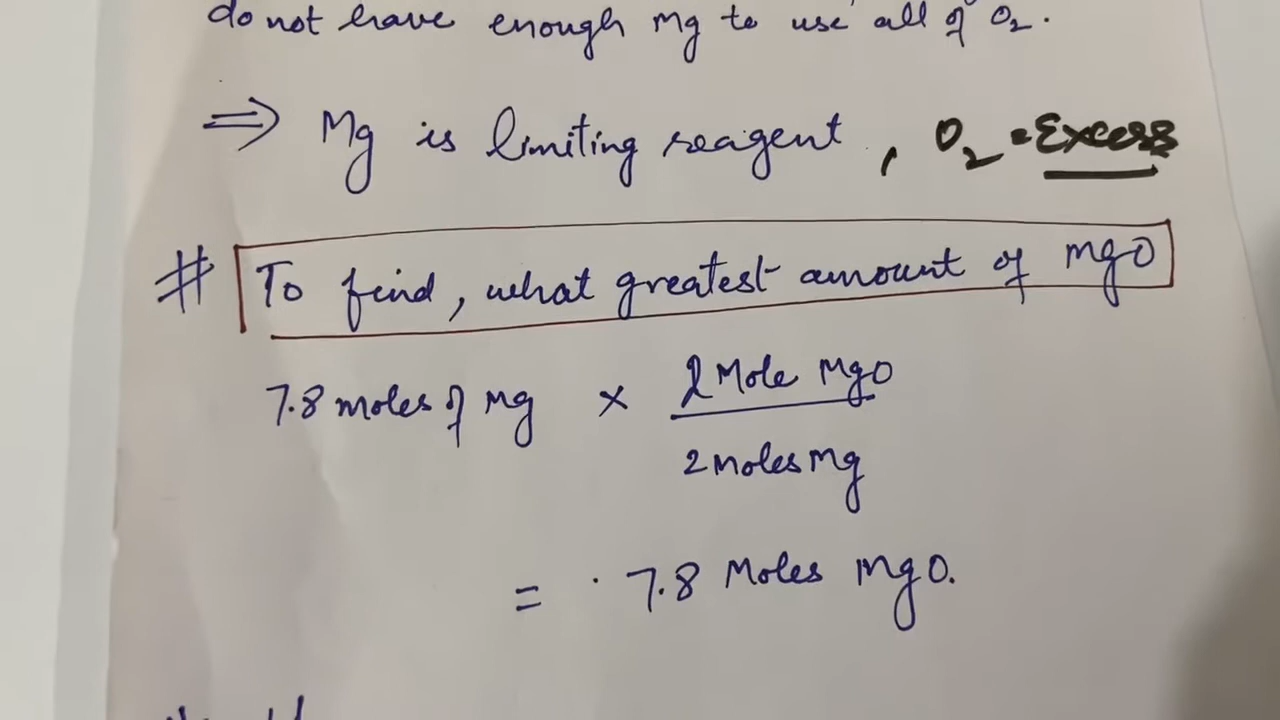 do not have enough Mg to use all of O2.
⇒ Mg is limiting reagent, O2 = Excess
# To find, what greatest amount of MgO
7.8 moles of Mg × 2 Mole MgO
2 Moles Mg
= 7.8 Moles MgO.